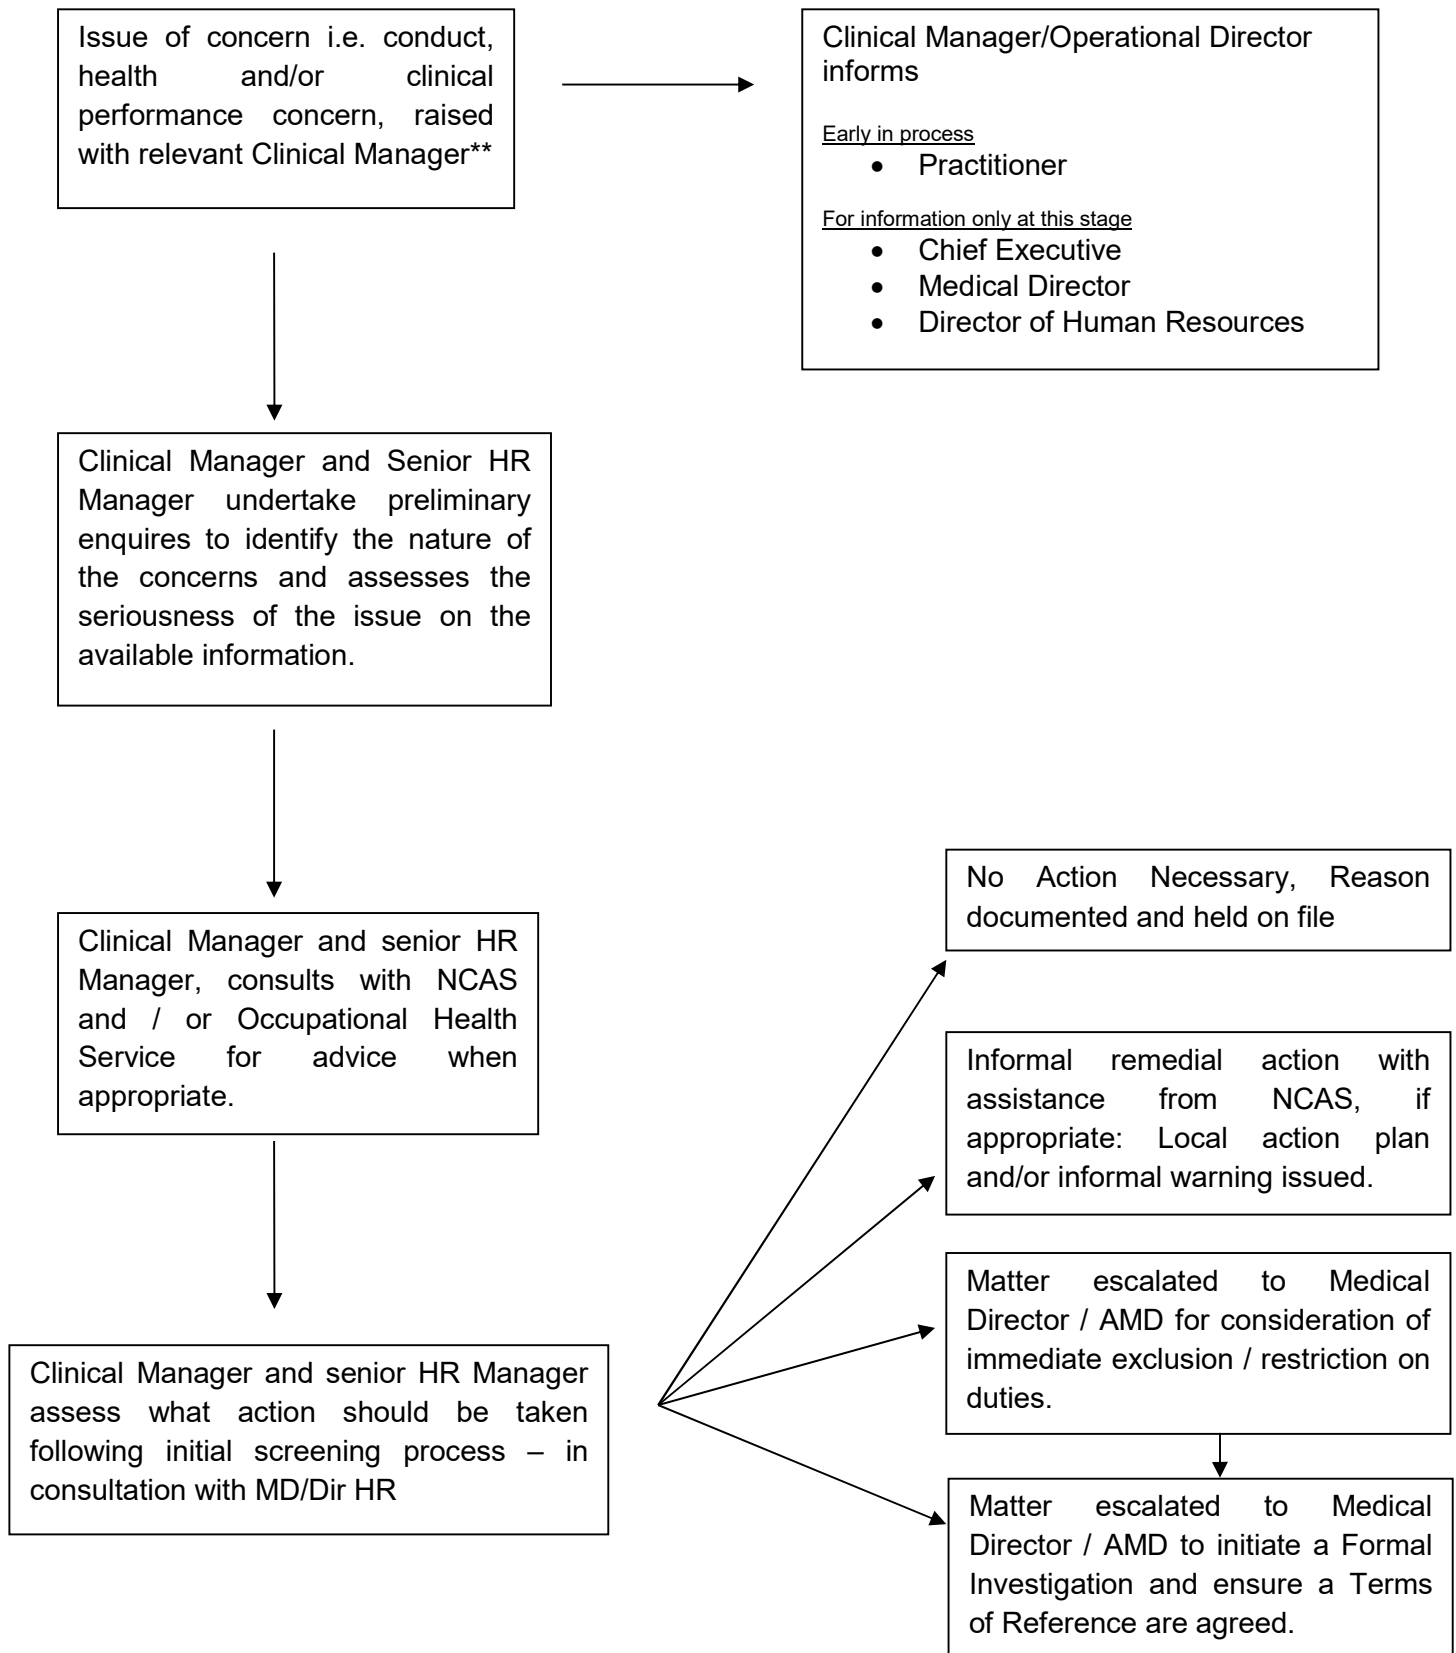 Issue of concern i.e. conduct,
health and/or clinical
performance concern, raised
with relevant Clinical Manager**
Clinical Manager/Operational Director
informs
Early in process
• Practitioner
For information only at this stage
• Chief Executive
• Medical Director
• Director of Human Resources
Clinical Manager and Senior HR
Manager undertake preliminary
enquires to identify the nature of
the concerns and assesses the
seriousness of the issue on the
available information.
Clinical Manager and senior HR
Manager, consults with NCAS
and / or Occupational Health
Service for advice when
appropriate.
Clinical Manager and senior HR Manager
assess what action should be taken
following initial screening process – in
consultation with MD/Dir HR
No Action Necessary, Reason
documented and held on file
Informal remedial action with
assistance from NCAS, if
appropriate: Local action plan
and/or informal warning issued.
Matter escalated to Medical
Director / AMD for consideration of
immediate exclusion / restriction on
duties.
Matter escalated to Medical
Director / AMD to initiate a Formal
Investigation and ensure a Terms
of Reference are agreed.